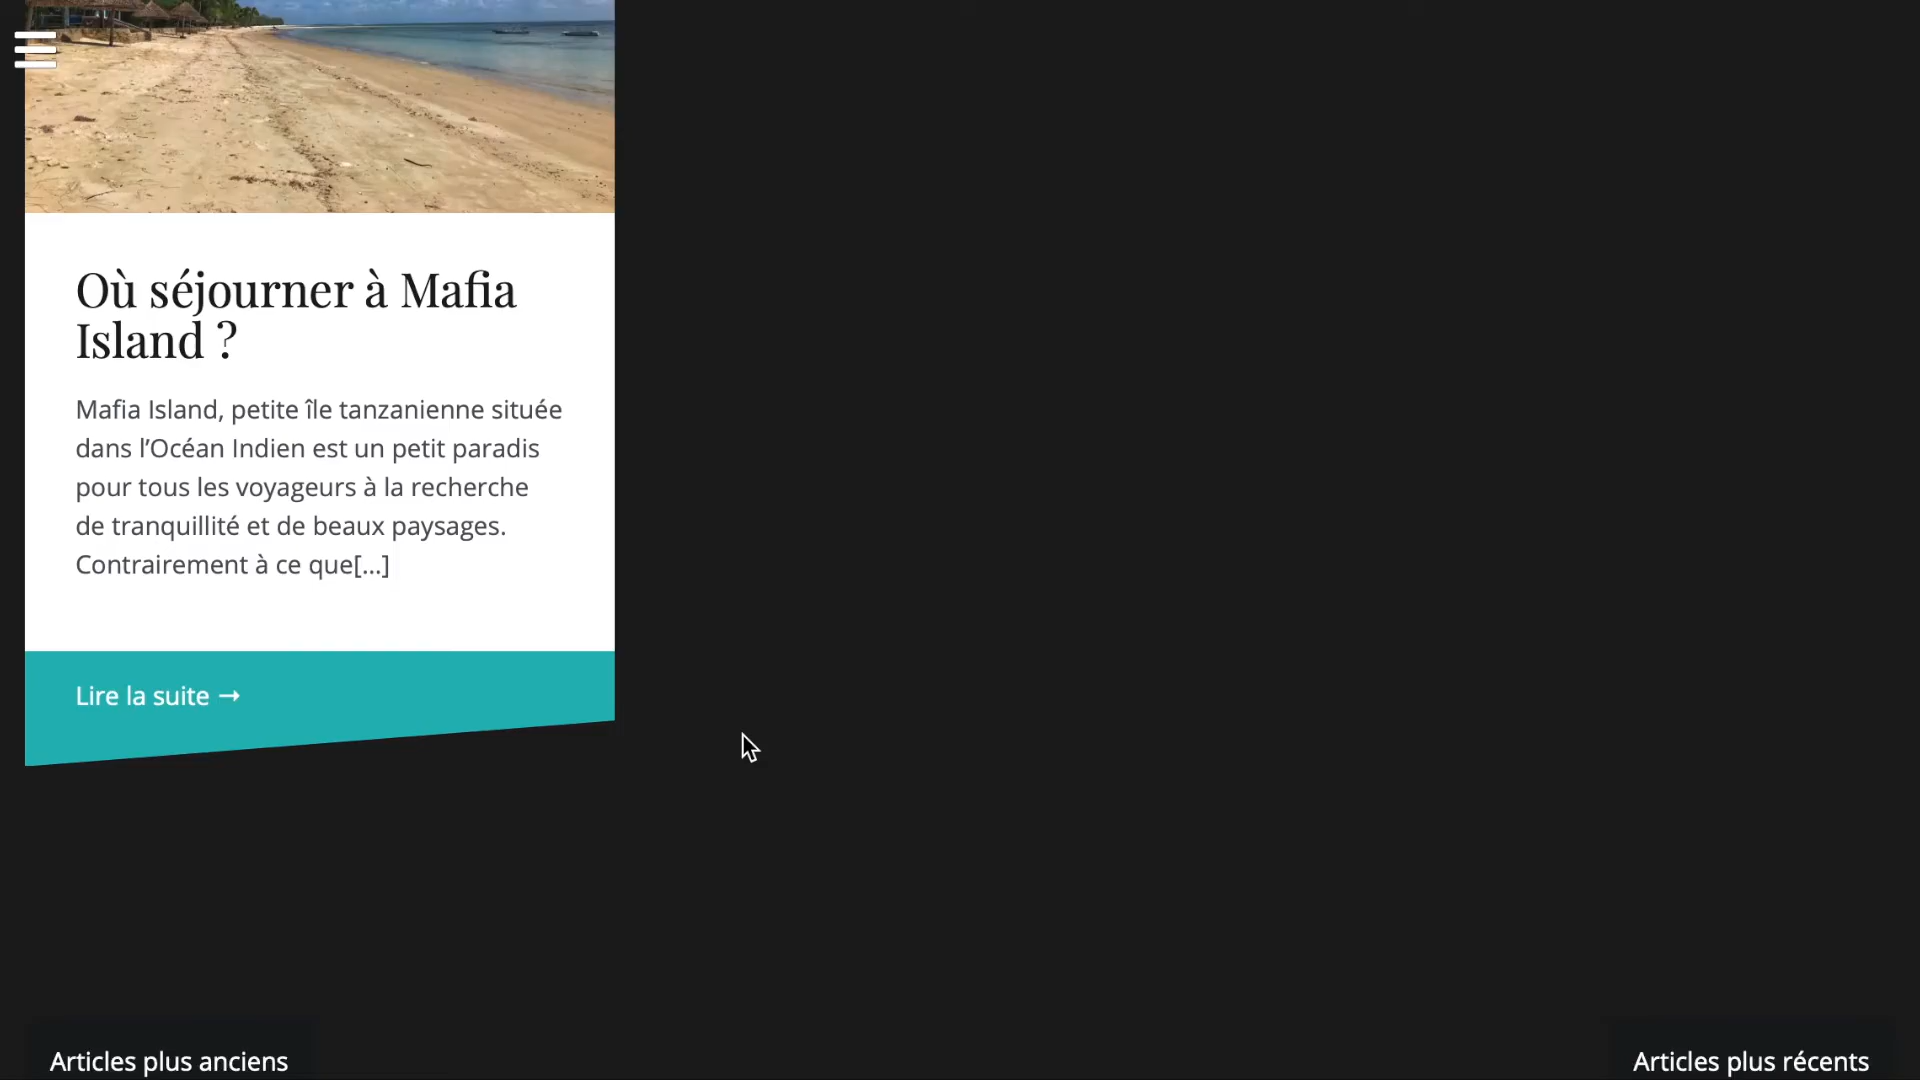 Où séjourner à Mafia
Island ?
Mafia Island, petite île tanzanienne située
dans l’Océan Indien est un petit paradis
pour tous les voyageurs à la recherche
de tranquillité et de beaux paysages.
Contrairement à ce que[…]
Lire la suite →
Articles plus anciens
Articles plus récents